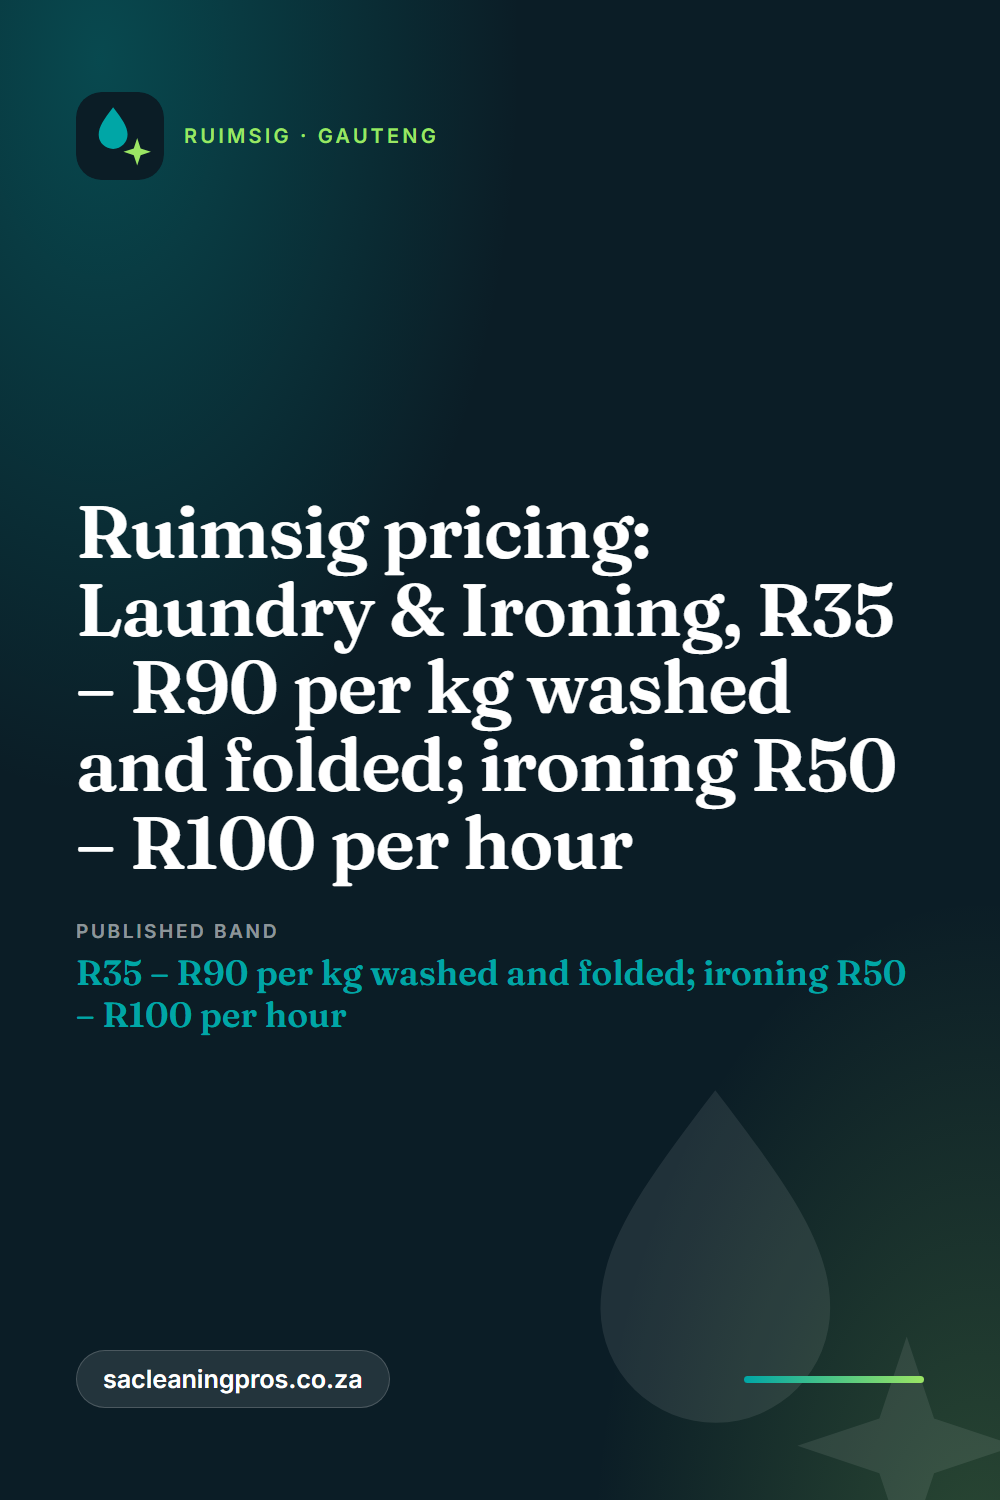 RUIMSIG · GAUTENG
Ruimsig pricing:
Laundry & Ironing, R35
– R90 per kg washed
and folded; ironing R50
– R100 per hour
PUBLISHED BAND
R35 – R90 per kg washed and folded; ironing R50
– R100 per hour
sacleaningpros.co.za